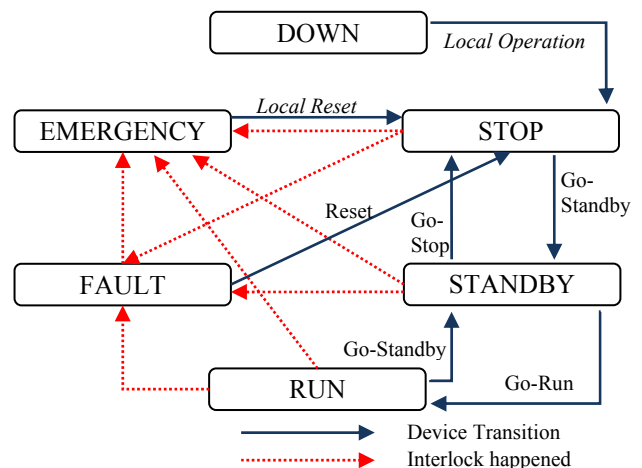 DOWN
Local Operation
Local Reset
EMERGENCY
STOP
Go-
Standby
Reset
Go-
Stop
FAULT
STANDBY
Go-Standby
Go-Run
RUN
Device Transition
Interlock happened